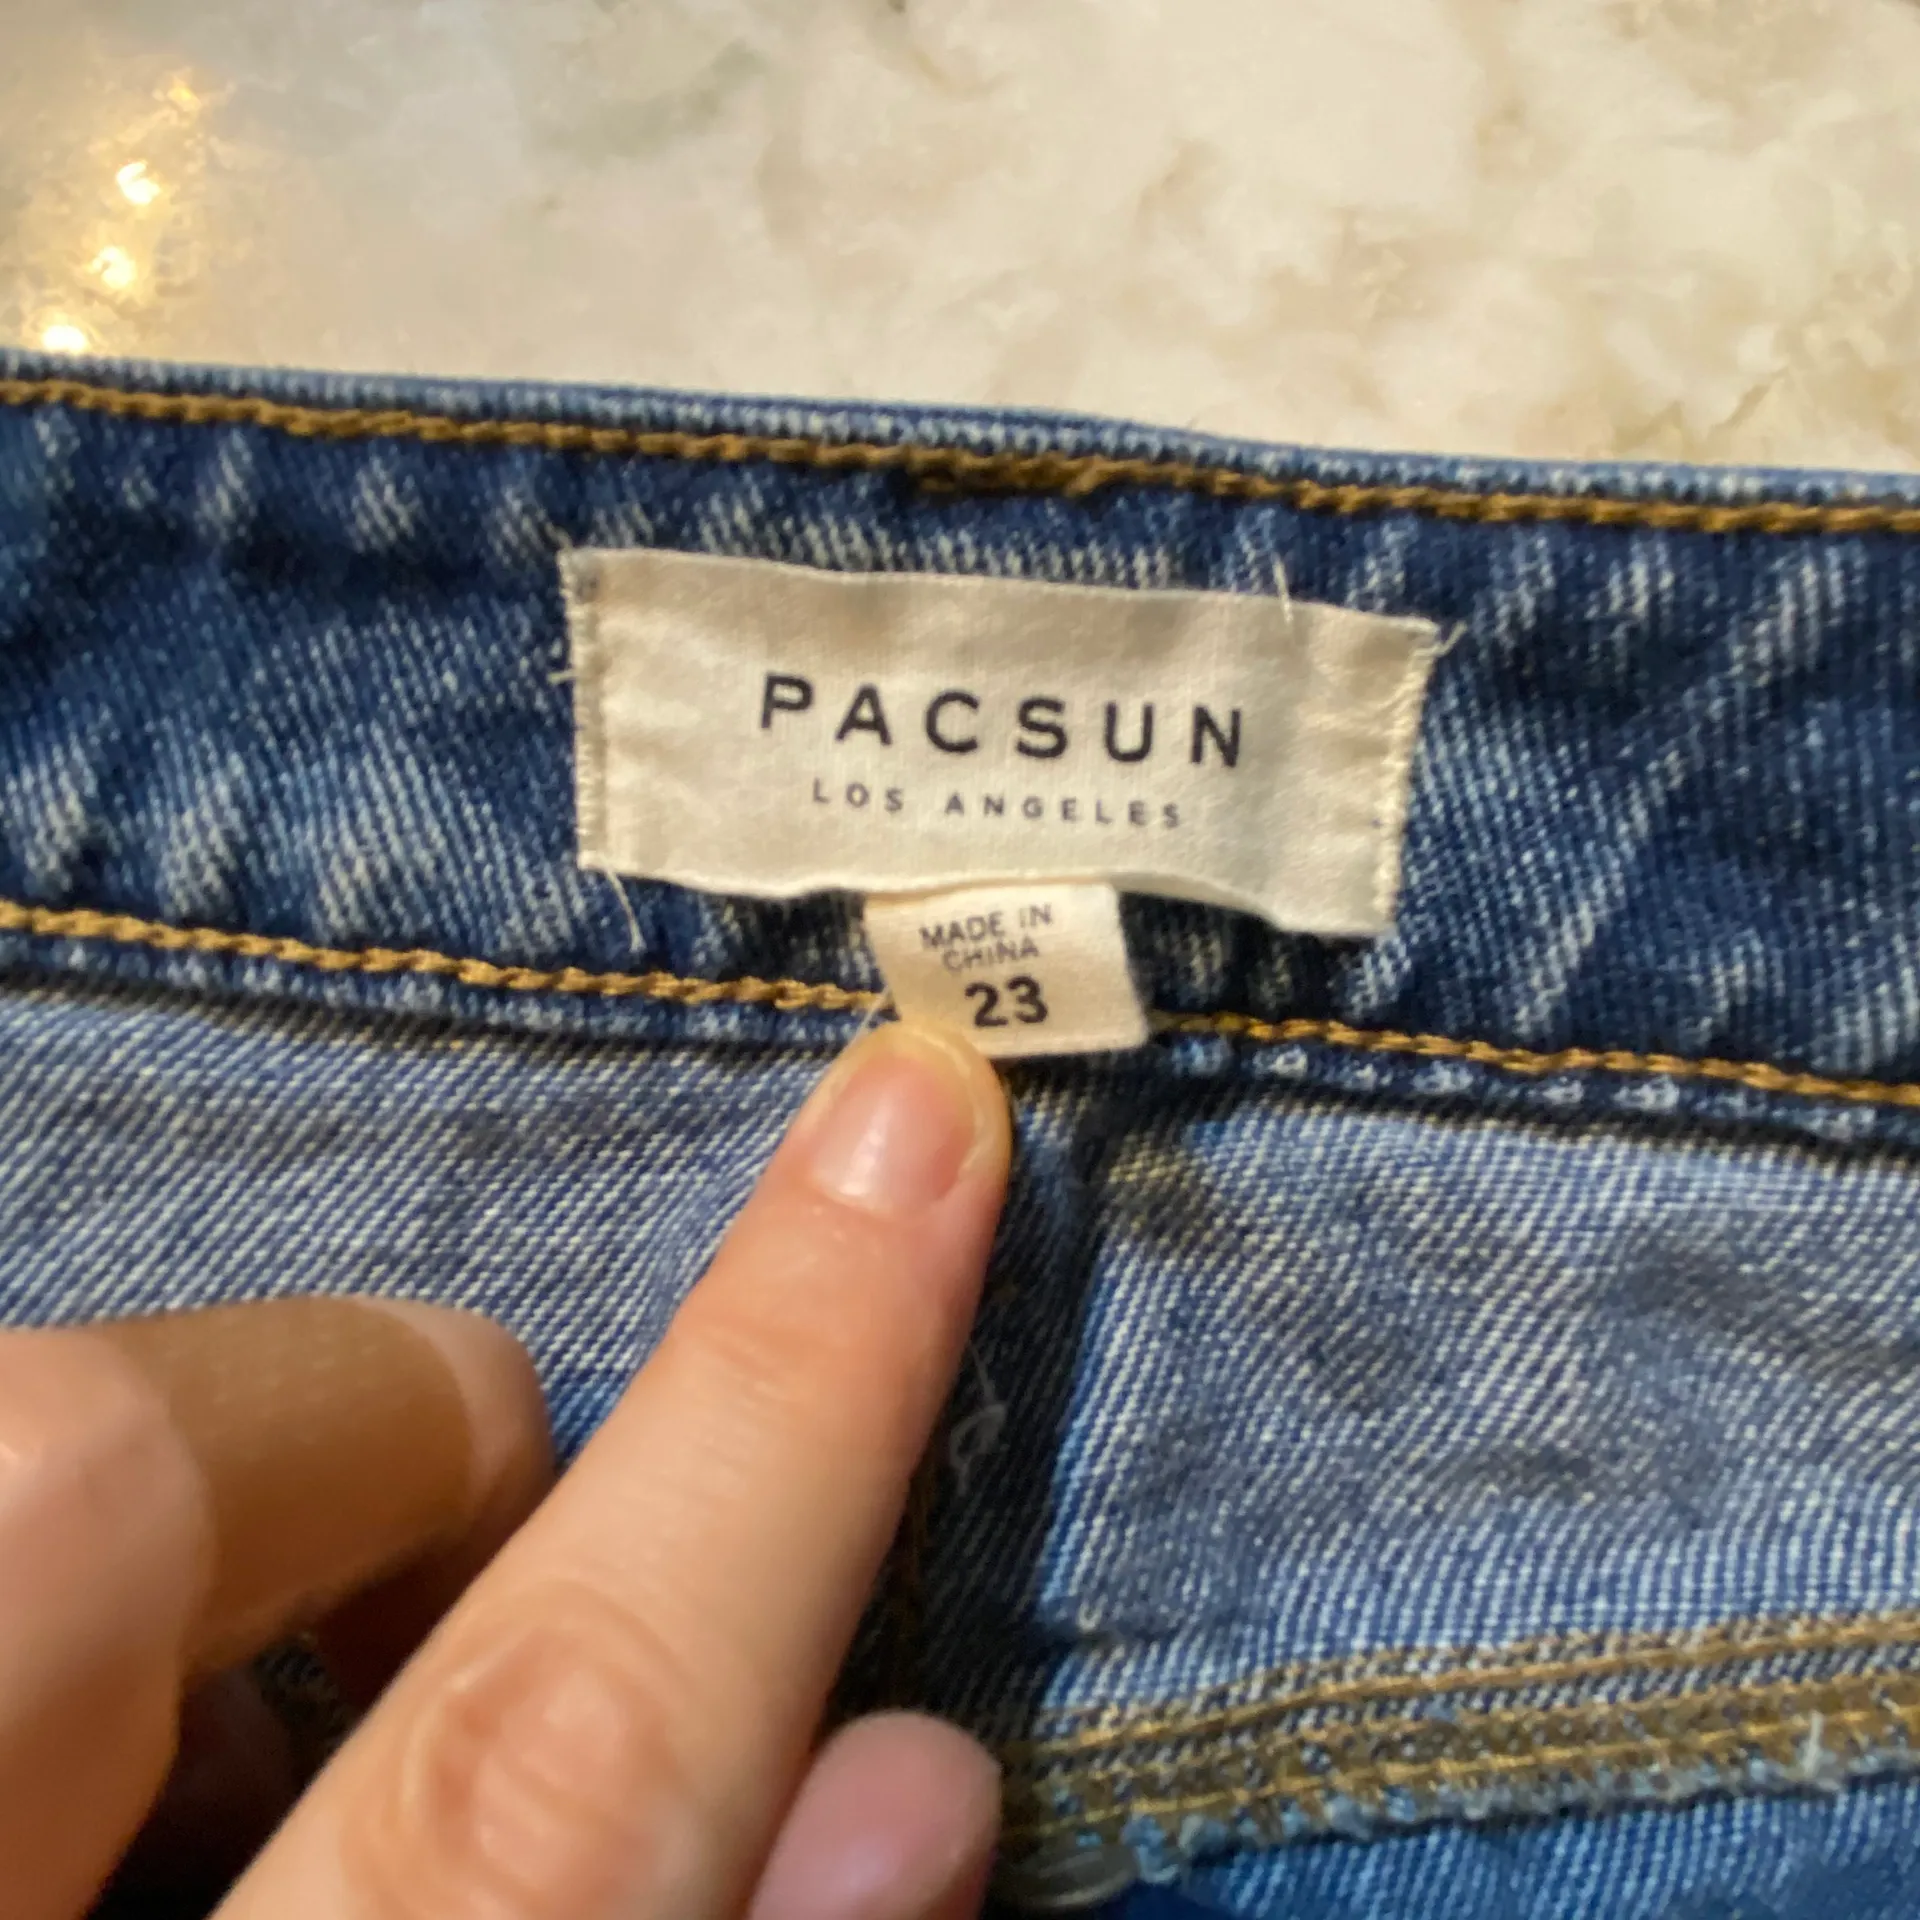 PACSUN
LOS ANGELES
MADE IN
CHINA
23